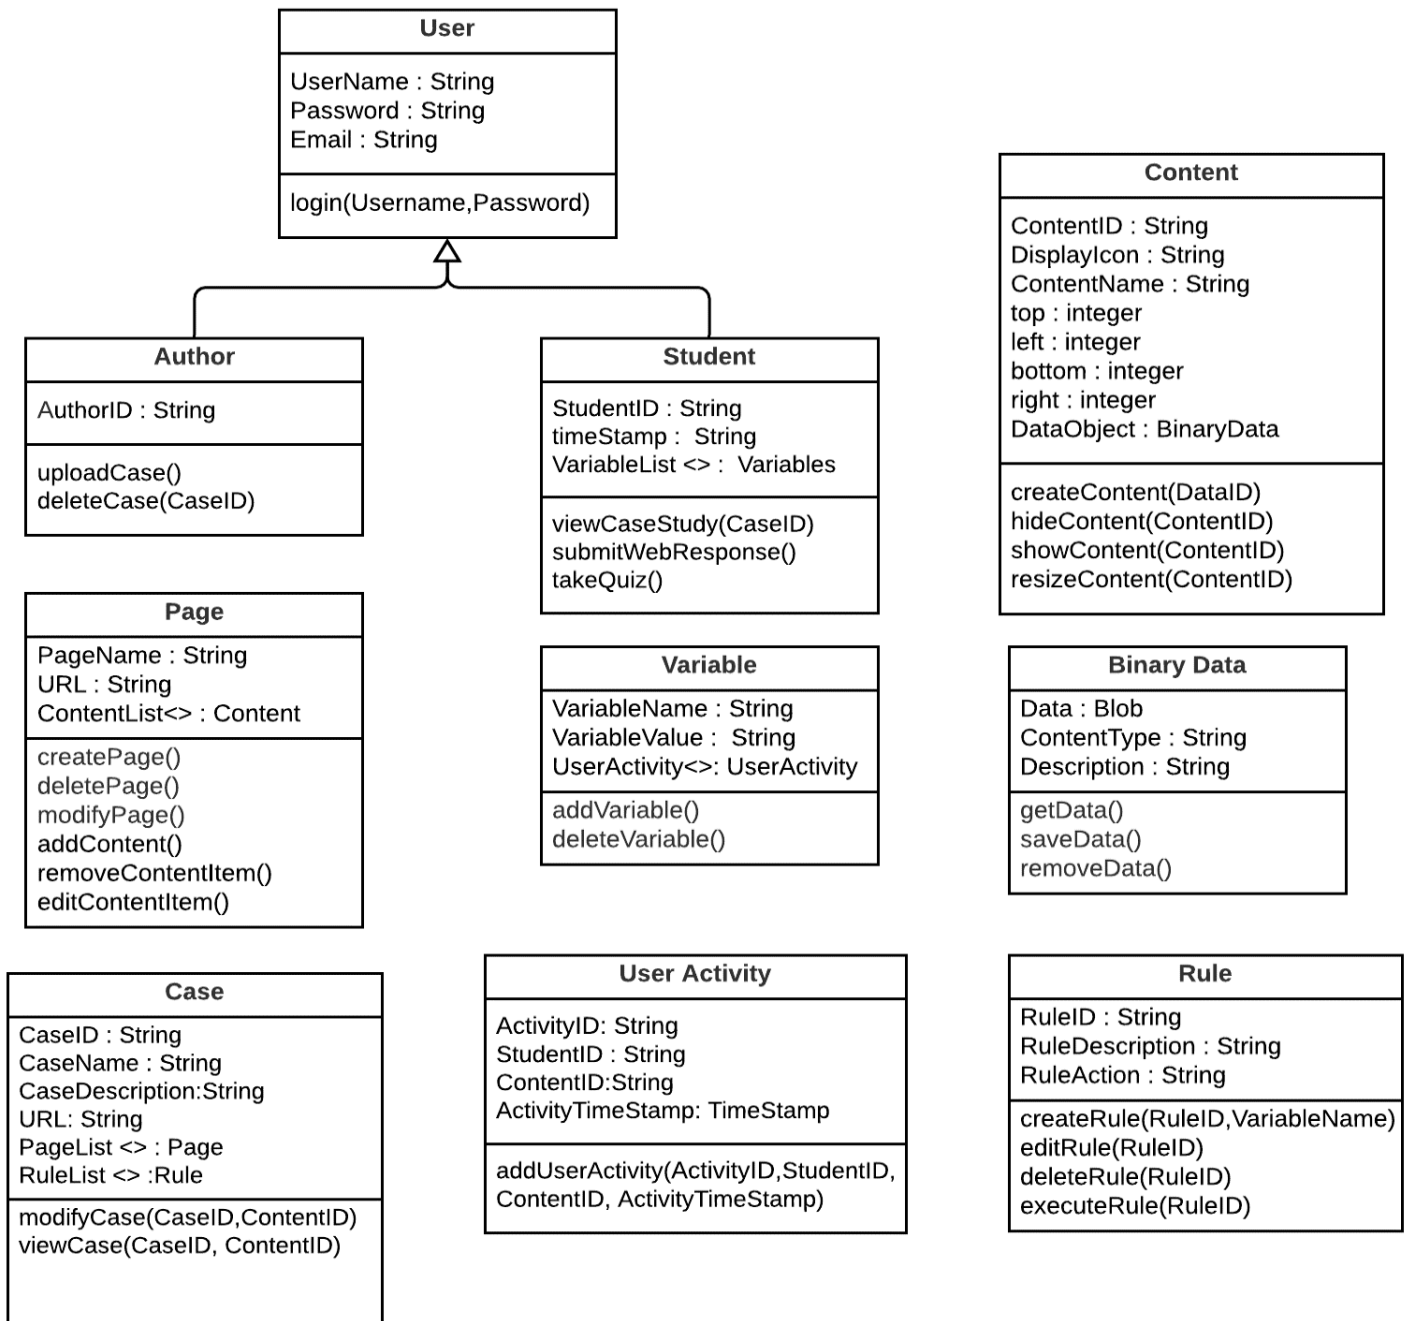 User
UserName : String
Password : String
Email : String
login(Username,Password)
Author
AuthorID : String
uploadCase()
deleteCase(CaseID)
Student
StudentID : String
timeStamp :  String
VariableList <> :  Variables
viewCaseStudy(CaseID)
submitWebResponse()
takeQuiz()
Content
ContentID : String
DisplayIcon : String
ContentName : String
top : integer
left : integer
bottom : integer
right : integer
DataObject : BinaryData
createContent(DataID)
hideContent(ContentID)
showContent(ContentID)
resizeContent(ContentID)
Page
PageName : String
URL : String
ContentList<> : Content
createPage()
deletePage()
modifyPage()
addContent()
removeContentItem()
editContentItem()
Variable
VariableName : String
VariableValue :  String
UserActivity<>: UserActivity
addVariable()
deleteVariable()
Binary Data
Data : Blob
ContentType : String
Description : String
getData()
saveData()
removeData()
Case
CaseID : String
CaseName : String
CaseDescription:String
URL: String
PageList <> : Page
RuleList <> :Rule
modifyCase(CaseID,ContentID)
viewCase(CaseID, ContentID)
User Activity
ActivityID: String
StudentID : String
ContentID:String
ActivityTimeStamp: TimeStamp
addUserActivity(ActivityID,StudentID,
ContentID, ActivityTimeStamp)
Rule
RuleID : String
RuleDescription : String
RuleAction : String
createRule(RuleID,VariableName)
editRule(RuleID)
deleteRule(RuleID)
executeRule(RuleID)